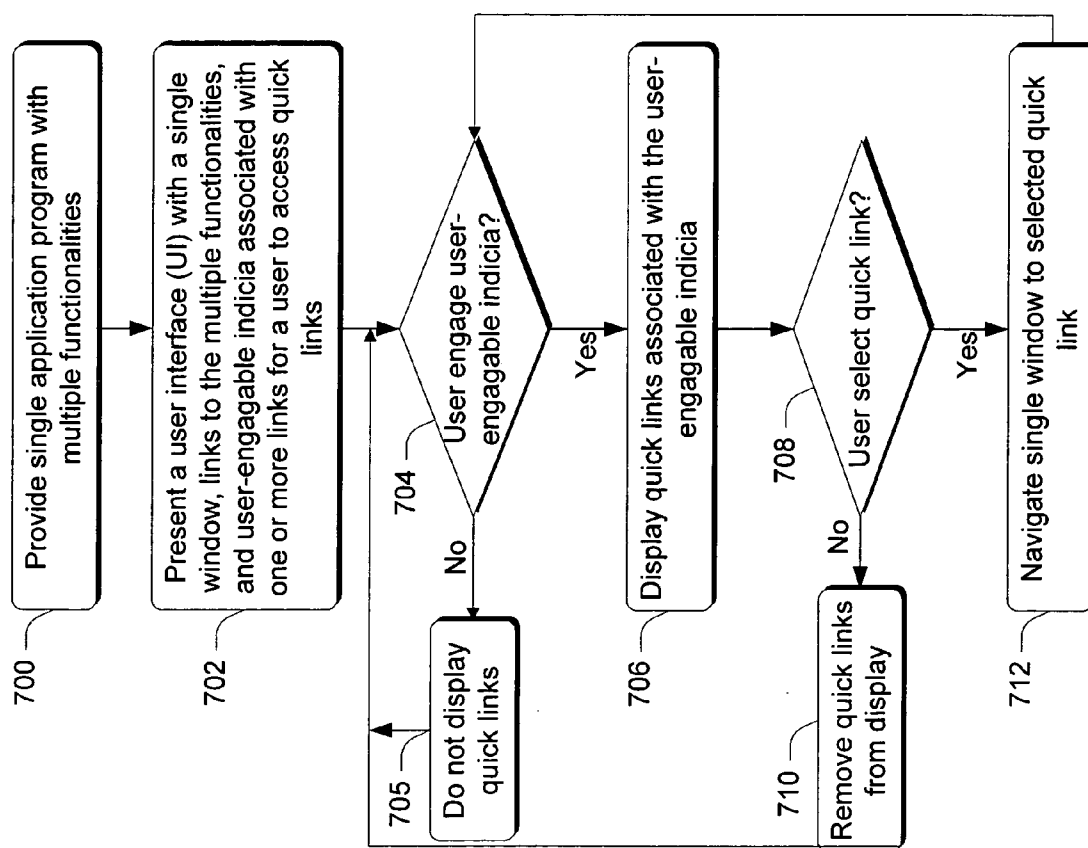 700
Provide single application program with
multiple functionalities
702
Present a user interface (UI) with a single
window, links to the multiple functionalities,
and user-engagable indicia associated with
one or more links for a user to access quick
links
704
User engage user-
engagable indicia?
No
Yes
705
Do not display
quick links
706
Display quick links associated with the user-
engagable indicia
708
User select quick link?
No
Yes
710
Remove quick links
from display
712
Navigate single window to selected quick
link